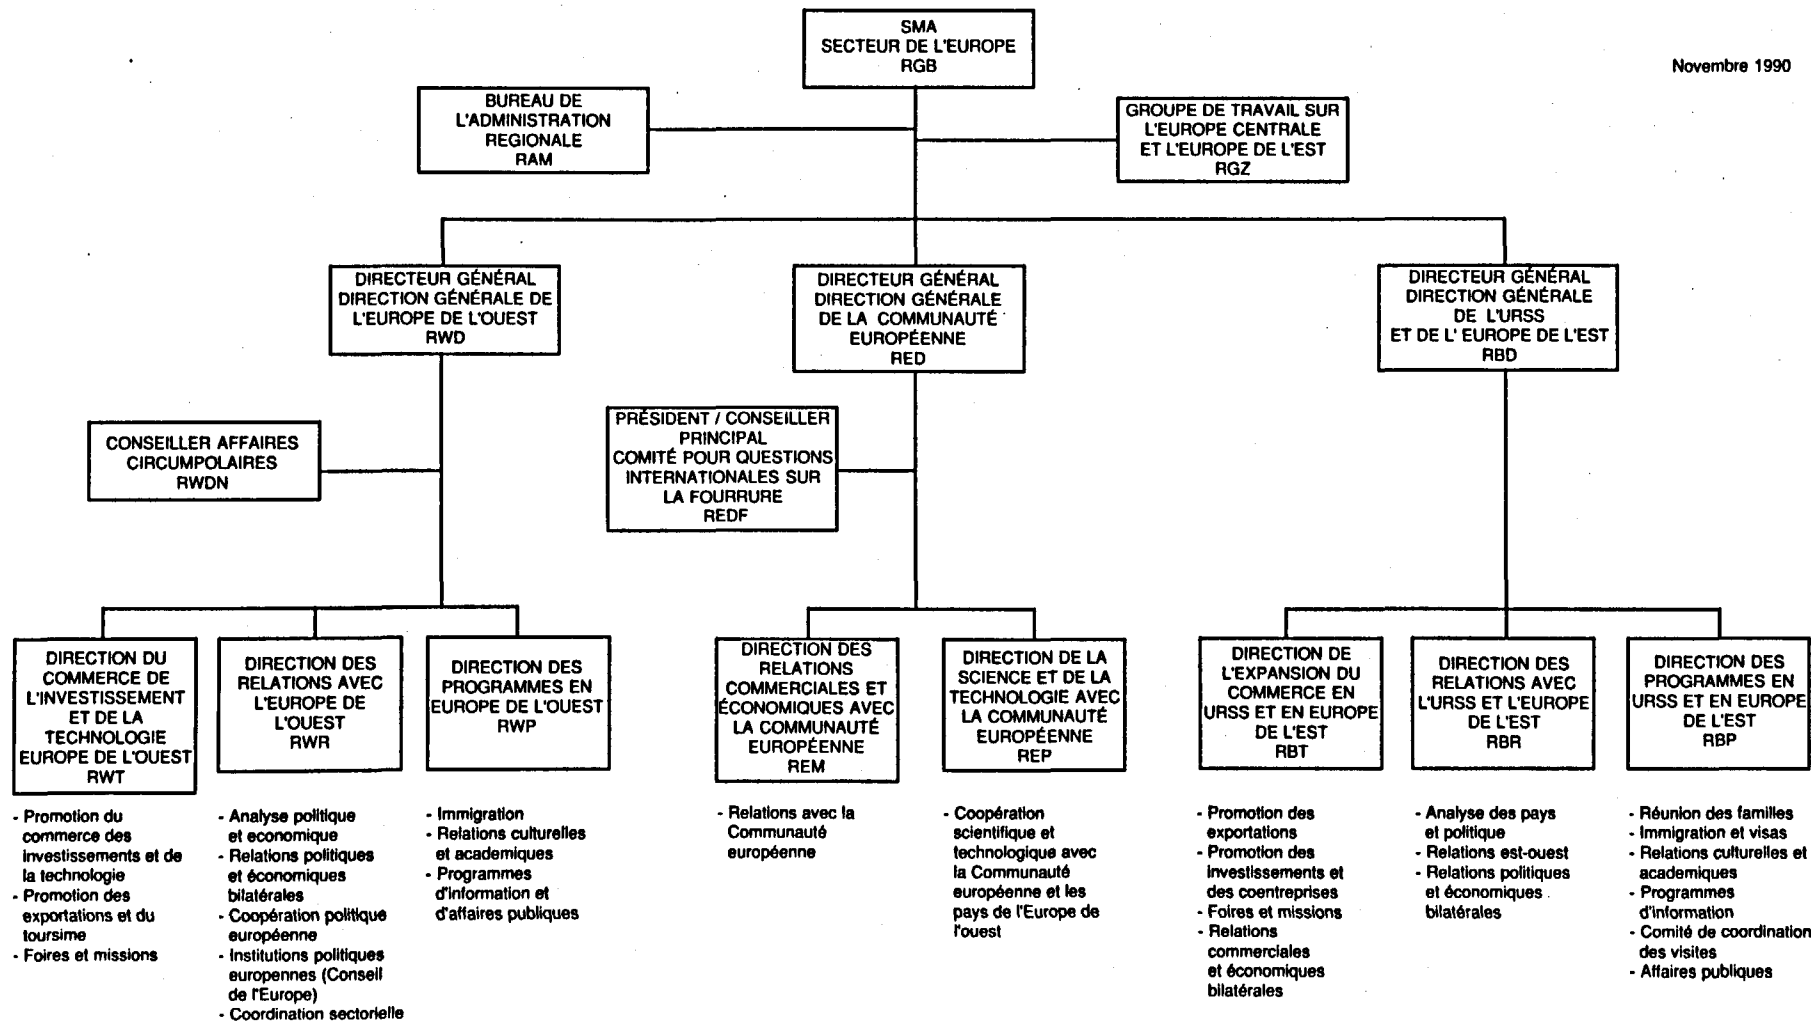 SMA
SECTEUR DE L'EUROPE
RGB
Novembre 1990
BUREAU DE
L'ADMINISTRATION
REGIONALE
RAM
GROUPE DE TRAVAIL SUR
L'EUROPE CENTRALE
ET L'EUROPE DE L'EST
RGZ
DIRECTEUR GÉNÉRAL
DIRECTION GÉNÉRALE DE
L'EUROPE DE L'OUEST
RWD
DIRECTEUR GÉNÉRAL
DIRECTION GÉNÉRALE
DE LA COMMUNAUTÉ
EUROPÉENNE
RED
DIRECTEUR GÉNÉRAL
DIRECTION GÉNÉRALE
DE L'URSS
ET DE L' EUROPE DE L'EST
RBD
CONSEILLER AFFAIRES
CIRCUMPOLAIRES
RWDN
PRÉSIDENT / CONSEILLER
PRINCIPAL
COMITÉ POUR QUESTIONS
INTERNATIONALES SUR
LA FOURRURE
REDF
DIRECTION DU
COMMERCE DE
L'INVESTISSEMENT
ET DE LA
TECHNOLOGIE
EUROPE DE L'OUEST
RWT
DIRECTION DES
RELATIONS AVEC
L'EUROPE DE
L'OUEST
RWR
DIRECTION DES
PROGRAMMES EN
EUROPE DE L'OUEST
RWP
DIRECTION DES
RELATIONS
COMMERCIALES ET
ÉCONOMIQUES AVEC
LA COMMUNAUTÉ
EUROPÉENNE
REM
DIRECTION DE LA
SCIENCE ET DE LA
TECHNOLOGIE AVEC
LA COMMUNAUTÉ
EUROPÉENNE
REP
DIRECTION DE
L'EXPANSION DU
COMMERCE EN
URSS ET EN EUROPE
DE L'EST
RBT
DIRECTION DES
RELATIONS AVEC
L'URSS ET L'EUROPE
DE L'EST
RBR
DIRECTION DES
PROGRAMMES EN
URSS ET EN EUROPE
DE L'EST
RBP
- Promotion du
commerce des
investissements et de
la technologie
- Promotion des
exportations et du
toursime
- Foires et missions
- Analyse politique
et economique
- Relations politiques
et économiques
bilatérales
- Coopération politique
européenne
- Institutions politiques
europennes (Conseil
de l'Europe)
- Coordination sectorielle
- Immigration
- Relations culturelles
et academiques
- Programmes
d'information et
d'affaires publiques
- Relations avec la
Communauté
européenne
- Coopération
scientifique et
technologique avec
la Communauté
européenne et les
pays de l'Europe de
l'ouest
- Promotion des
exportations
- Promotion des
investissements et
des coentreprises
- Foires et missions
- Relations
commerciales
et économiques
bilatérales
- Analyse des pays
et politique
- Relations est-ouest
- Relations politiques
et économiques
bilatérales
- Réunion des familles
- Immigration et visas
- Relations culturelles et
academiques
- Programmes
d'information
- Comité de coordination
des visites
- Affaires publiques